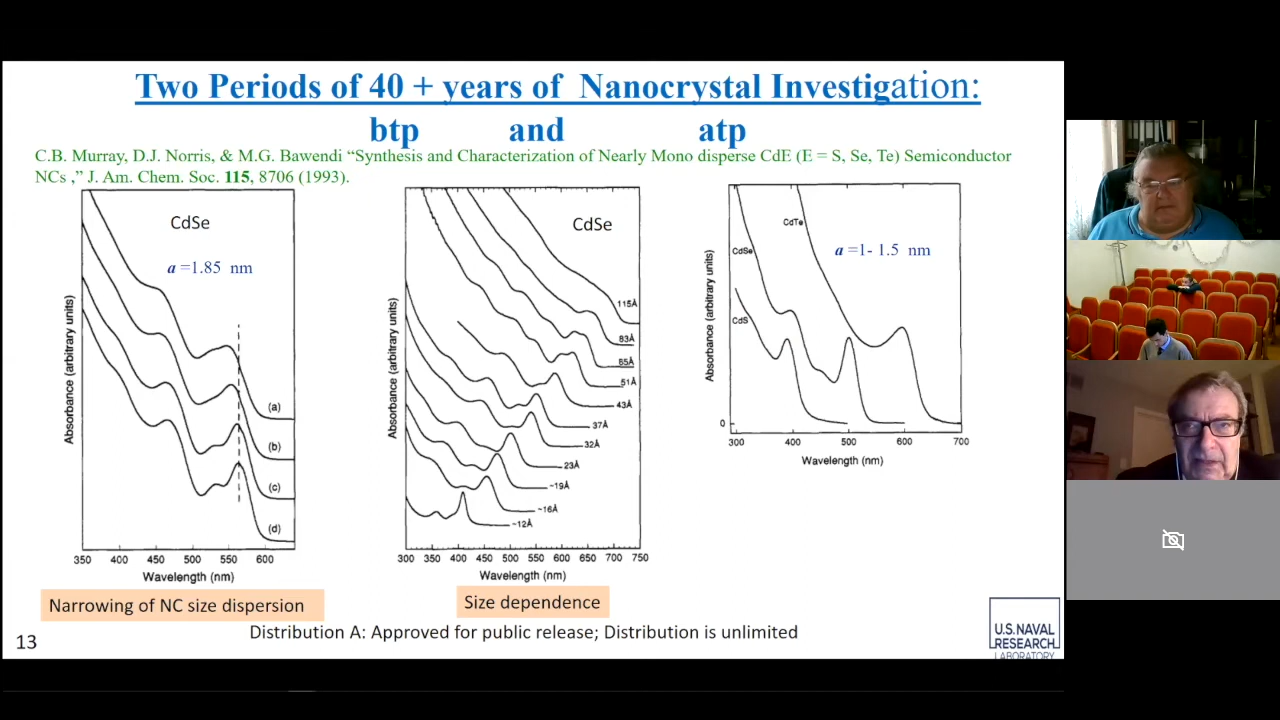 Two Periods of 40 + years of Nanocrystal Investigation:
btp and atp
C.B. Murray, D.J. Norris, & M.G. Bawendi “Synthesis and Characterization of Nearly Mono disperse CdE (E = S, Se, Te) Semiconductor
NCs ,” J. Am. Chem. Soc. 115, 8706 (1993).
CdSe
a =1.85 nm
Absorbance (arbitrary units)
(a)
(b)
(c)
(d)
350 400 450 500 550 600
Wavelength (nm)
Narrowing of NC size dispersion
CdSe
Absorbance (arbitrary units)
115Å
83Å
65Å
51Å
43Å
37Å
32Å
23Å
~19Å
~16Å
~12Å
300 350 400 450 500 550 600 650 700 750
Wavelength (nm)
Size dependence
CdTe
a =1- 1.5 nm
CdSe
CdS
Absorbance (arbitrary units)
0
300 400 500 600 700
Wavelength (nm)
Distribution A: Approved for public release; Distribution is unlimited
13
U.S. NAVAL
RESEARCH
LABORATORY